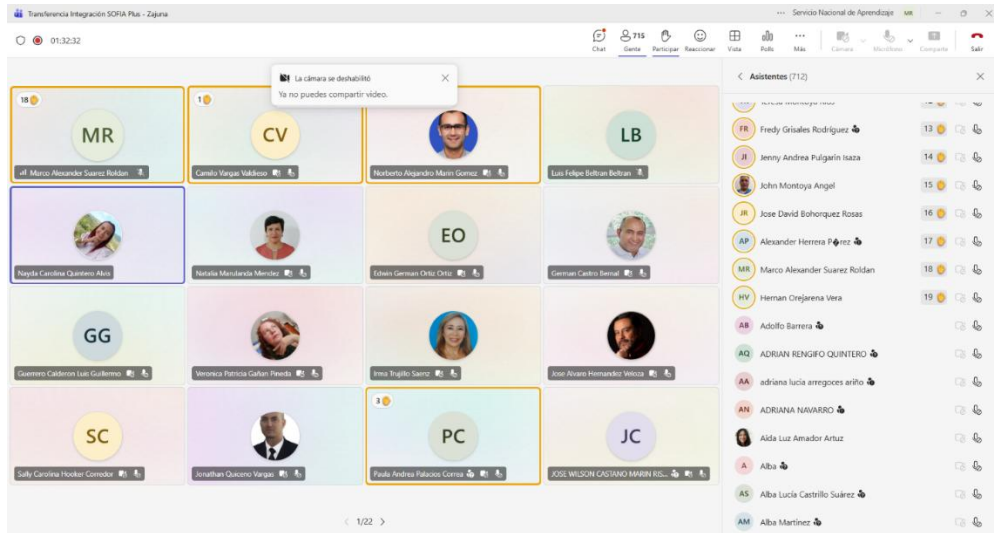 Transferencia Integración SOFIA Plus - Zajuna
Servicio Nacional de Aprendizaje MR
01:32:32
Chat
715
Gente
Participar
Reaccionar
Vista
Polls
Más
Cámara
Micrófono
Compartir
Salir
La cámara se deshabilitó
Ya no puedes compartir video.
18
MR
Marco Alexander Suarez Roldan
1
CV
Camilo Vargas Valdieso
Norberto Alejandro Marin Gomez
LB
Luis Felipe Beltran Beltran
Nayda Carolina Quintero Alvis
Natalia Marulanda Mendez
EO
Edwin German Ortiz Ortiz
German Castro Bernal
GG
Guerrero Calderon Luis Guillermo
Veronica Patricia Gañan Pineda
Irma Trujillo Saenz
Jose Alvaro Hernandez Veloza
SC
Sally Carolina Hooker Corredor
Jonathan Quiceno Vargas
3
PC
Paula Andrea Palacios Correa
JC
JOSE WILSON CASTANO MARIN RIS...
1/22
Asistentes (712)
FR Fredy Grisales Rodríguez 13
JI Jenny Andrea Pulgarin Isaza 14
John Montoya Angel 15
JR Jose David Bohorquez Rosas 16
AP Alexander Herrera P�rez 17
MR Marco Alexander Suarez Roldan 18
HV Hernan Orejarena Vera 19
AB Adolfo Barrera
AQ ADRIAN RENGIFO QUINTERO
AA adriana lucia arregoces ariño
AN ADRIANA NAVARRO
Aida Luz Amador Artuz
A Alba
AS Alba Lucía Castrillo Suárez
AM Alba Martínez